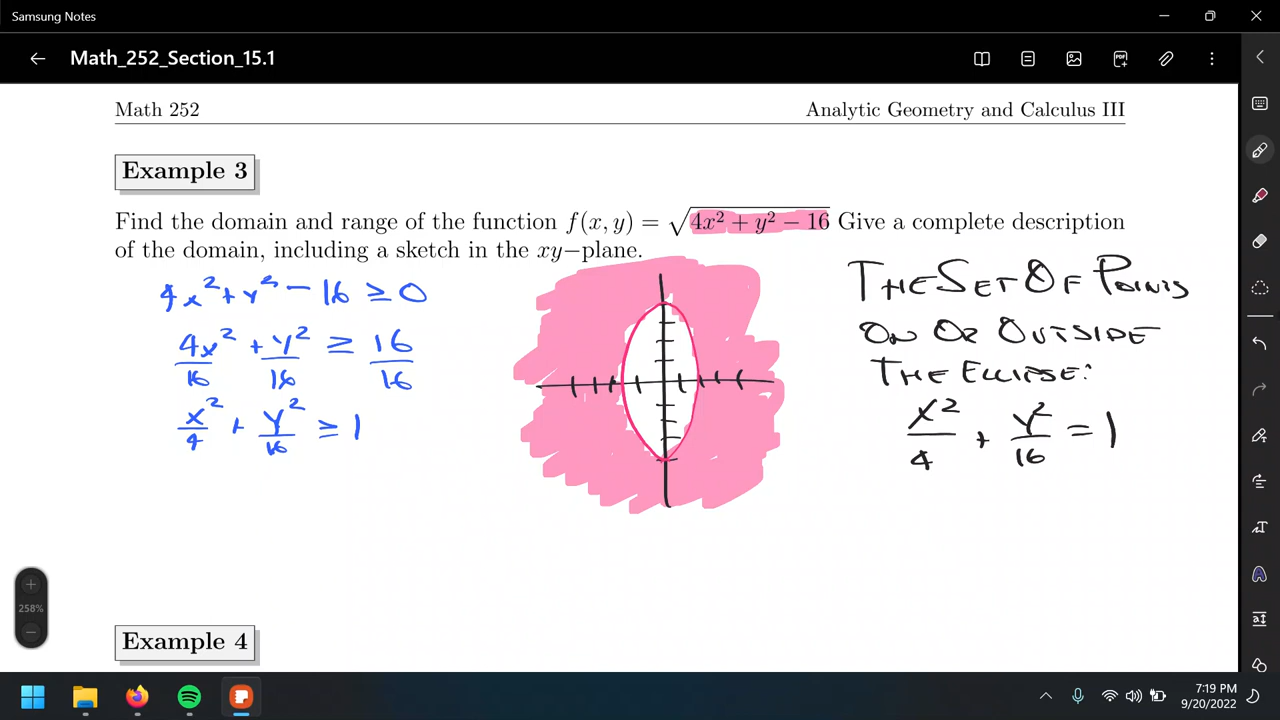 Samsung Notes
Math_252_Section_15.1
Math 252 Analytic Geometry and Calculus III
Example 3
Find the domain and range of the function f(x, y) = √(4x² + y² − 16) Give a complete description
of the domain, including a sketch in the xy−plane.
4x² + y² − 16 ≥ 0
4x²/16 + y²/16 ≥ 16/16
x²/4 + y²/16 ≥ 1
THE SET OF POINTS
ON OR OUTSIDE
THE ELLIPSE:
x²/4 + y²/16 = 1
258%
Example 4
7:19 PM
9/20/2022